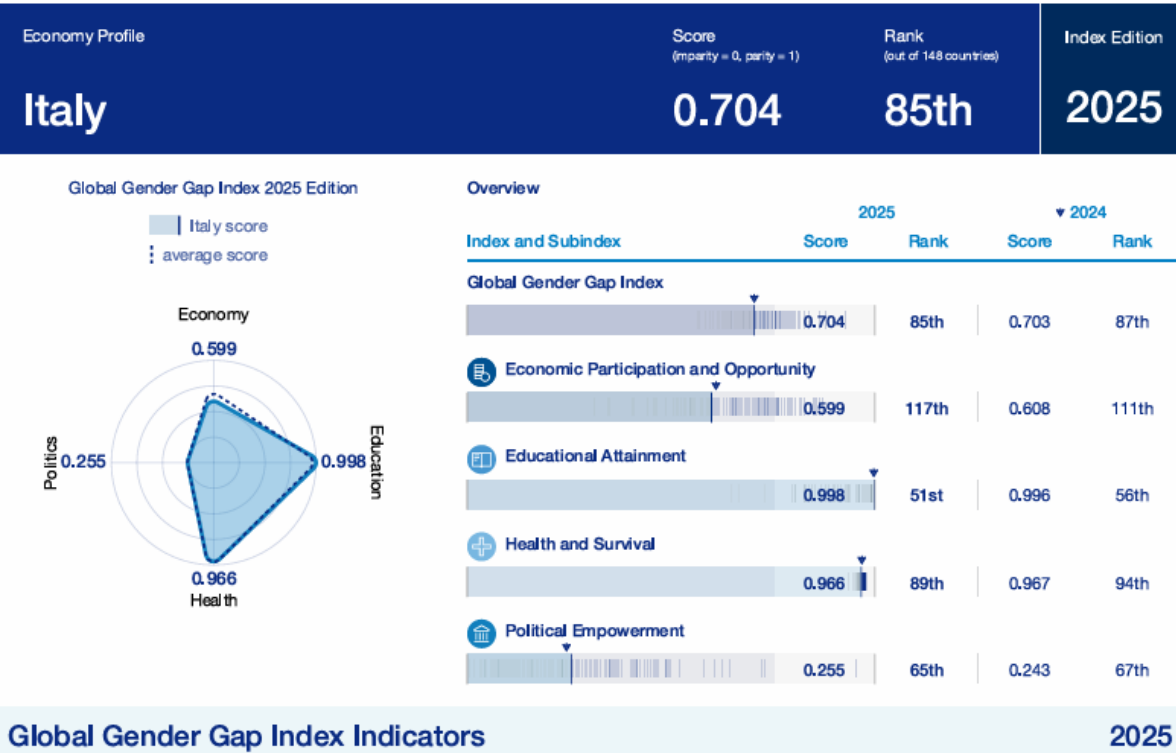 Economy Profile
Italy
Score
(imparity = 0, parity = 1)
0.704
Rank
(out of 148 countries)
85th
Index Edition
2025
Global Gender Gap Index 2025 Edition
Italy score
average score
Economy
0.599
Politics
0.255
0.998
Education
0.966
Health
Overview
2025 2024
Index and Subindex Score Rank Score Rank
Global Gender Gap Index
0.704 85th 0.703 87th
Economic Participation and Opportunity
0.599 117th 0.608 111th
Educational Attainment
0.998 51st 0.996 56th
Health and Survival
0.966 89th 0.967 94th
Political Empowerment
0.255 65th 0.243 67th
Global Gender Gap Index Indicators 2025